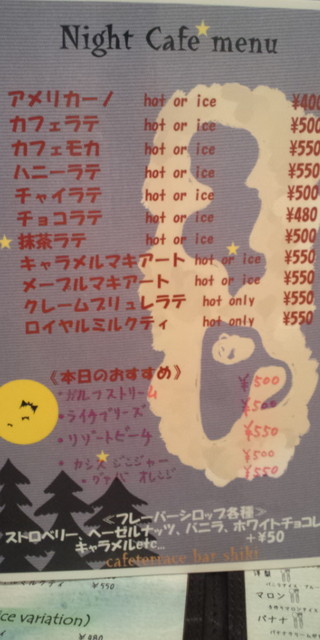 Night Cafe menu
アメリカーノ hot or ice ¥400
カフェラテ hot or ice ¥500
カフェモカ hot or ice ¥550
ハニーラテ hot or ice ¥550
チャイラテ hot or ice ¥500
チョコラテ hot or ice ¥480
抹茶ラテ hot or ice ¥500
キャラメルマキアート hot or ice ¥550
メープルマキアート hot or ice ¥550
クレームブリュレラテ hot only ¥550
ロイヤルミルクティ hot only ¥550
《本日のおすすめ》
・ガルフストリーム ¥500
・ライチブリーズ ¥500
・リゾートピーチ ¥550
・カシスジンジャー ¥500
・グァバオレンジ ¥550
≪フレーバーシロップ各種≫
ストロベリー、ヘーゼルナッツ、バニラ、ホワイトチョコレ
キャラメルetc... +¥50
cafeterrace bar shiki
¥550
ice variation)
¥980
マロン
バナナ